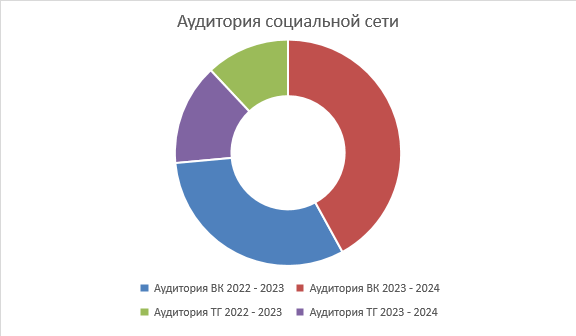 Аудитория социальной сети
Аудитория ВК 2022 - 2023 Аудитория ВК 2023 - 2024
Аудитория ТГ 2022 - 2023 Аудитория ТГ 2023 - 2024